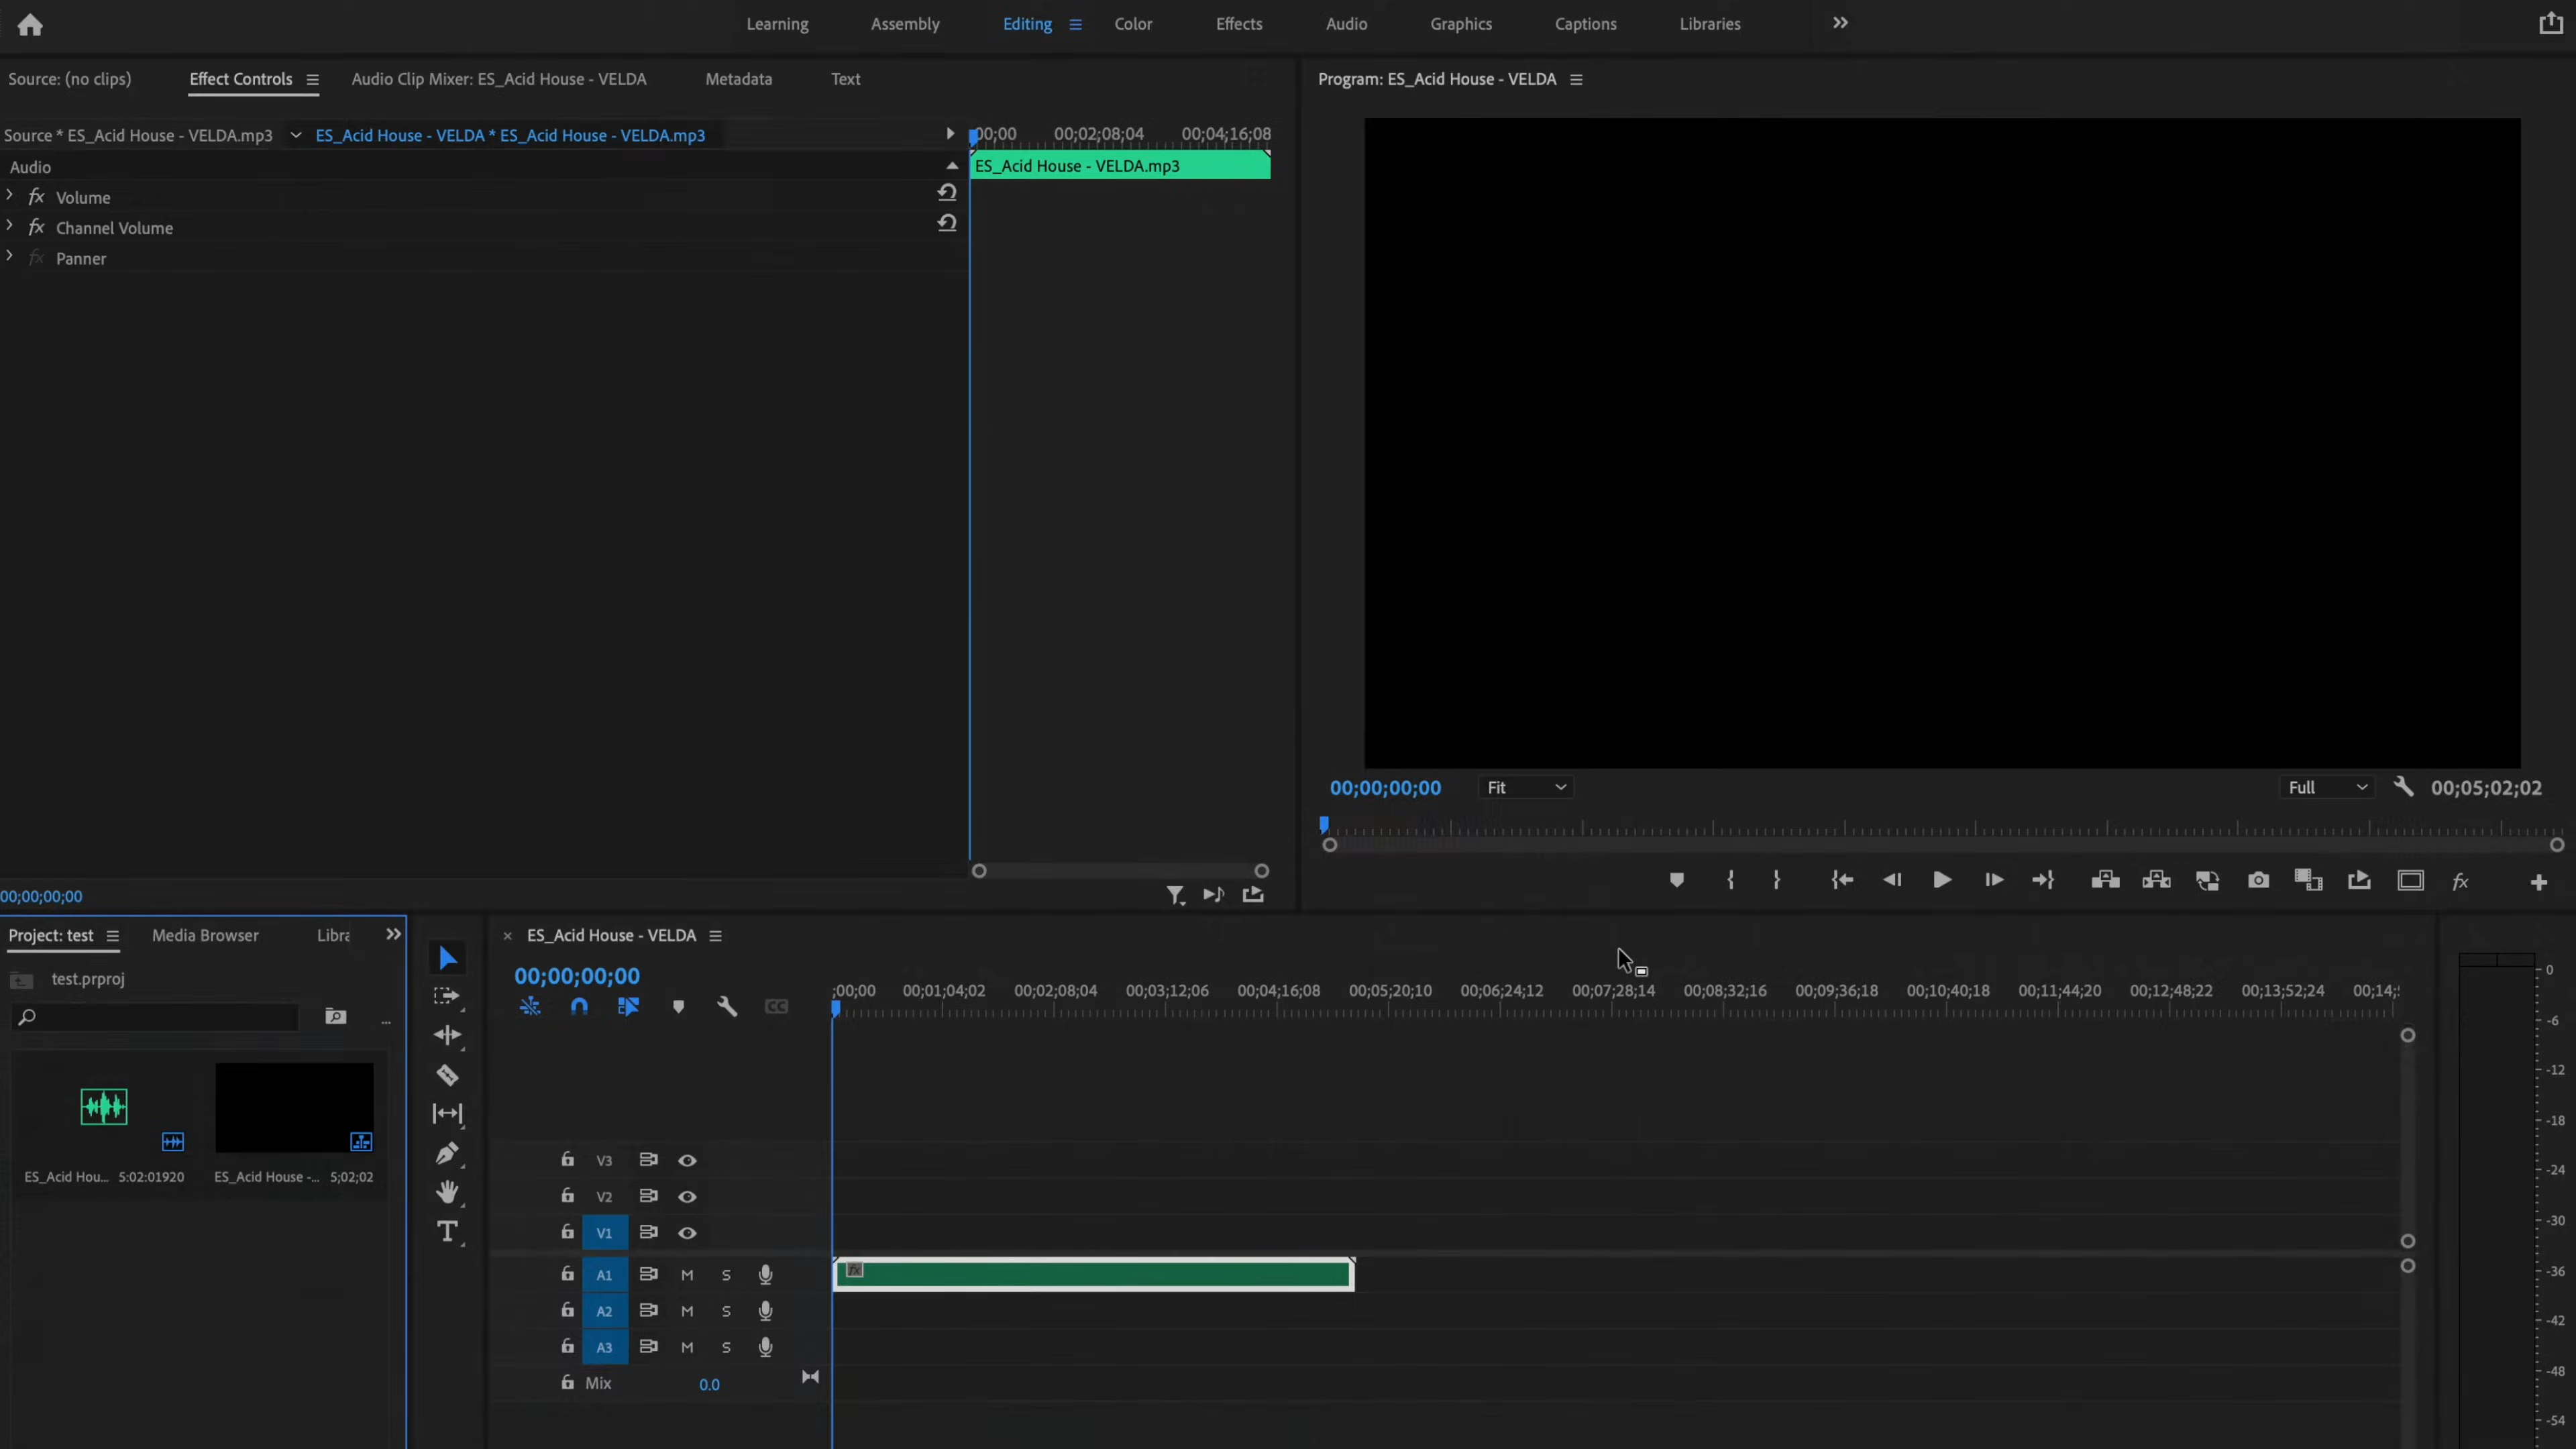 Learning Assembly Editing Color Effects Audio Graphics Captions Libraries
Source: (no clips) Effect Controls Audio Clip Mixer: ES_Acid House - VELDA Metadata Text
Program: ES_Acid House - VELDA
Source * ES_Acid House - VELDA.mp3 ES_Acid House - VELDA * ES_Acid House - VELDA.mp3
00;00 00;02;08;04 00;04;16;08
Audio
ES_Acid House - VELDA.mp3
fx Volume
fx Channel Volume
fx Panner
00;00;00;00 Fit Full 00;05;02;02
fx
00;00;00;00
Project: test Media Browser Libra
ES_Acid House - VELDA
test.prproj
00;00;00;00
;00;00 00;01;04;02 00;02;08;04 00;03;12;06 00;04;16;08 00;05;20;10 00;06;24;12 00;07;28;14 00;08;32;16 00;09;36;18 00;10;40;18 00;11;44;20 00;12;48;22 00;13;52;24 00;14;
...
ES_Acid Hou... 5:02:01920 ES_Acid House -... 5;02;02
V3
V2
V1
A1 M S fx
A2 M S
A3 M S
Mix 0.0
0
-6
-12
-18
-24
-30
-36
-42
-48
-54